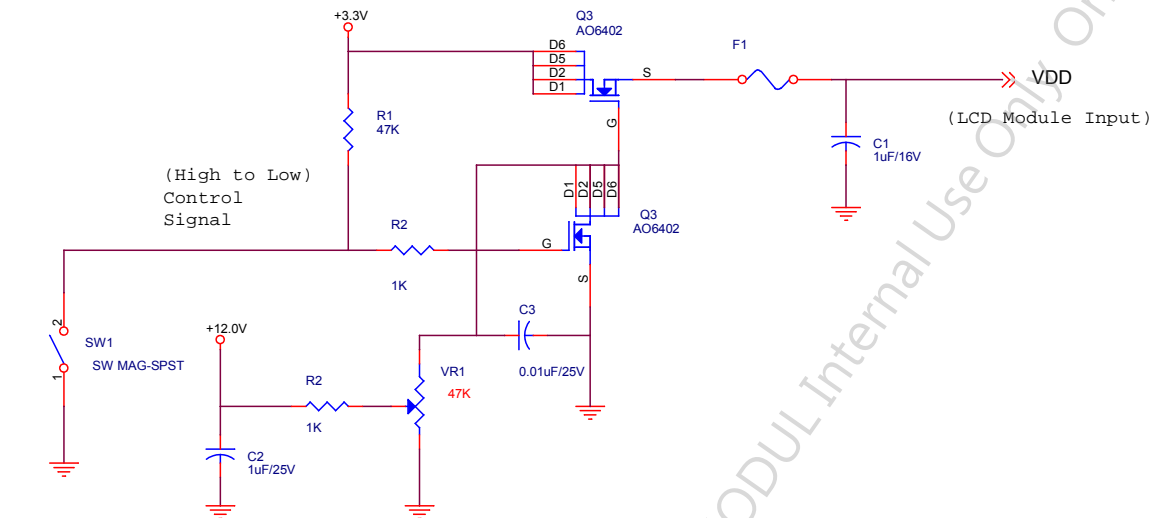 +3.3V
Q3
AO6402
D6
D5
D2
D1
S
G
F1
VDD
(LCD Module Input)
C1
1uF/16V
R1
47K
(High to Low)
Control
Signal
D1
D2
D5
D6
Q3
AO6402
G
S
R2
1K
2
SW1
SW MAG-SPST
1
+12.0V
R2
1K
VR1
47K
C3
0.01uF/25V
C2
1uF/25V
ODUL Internal Use Only. On